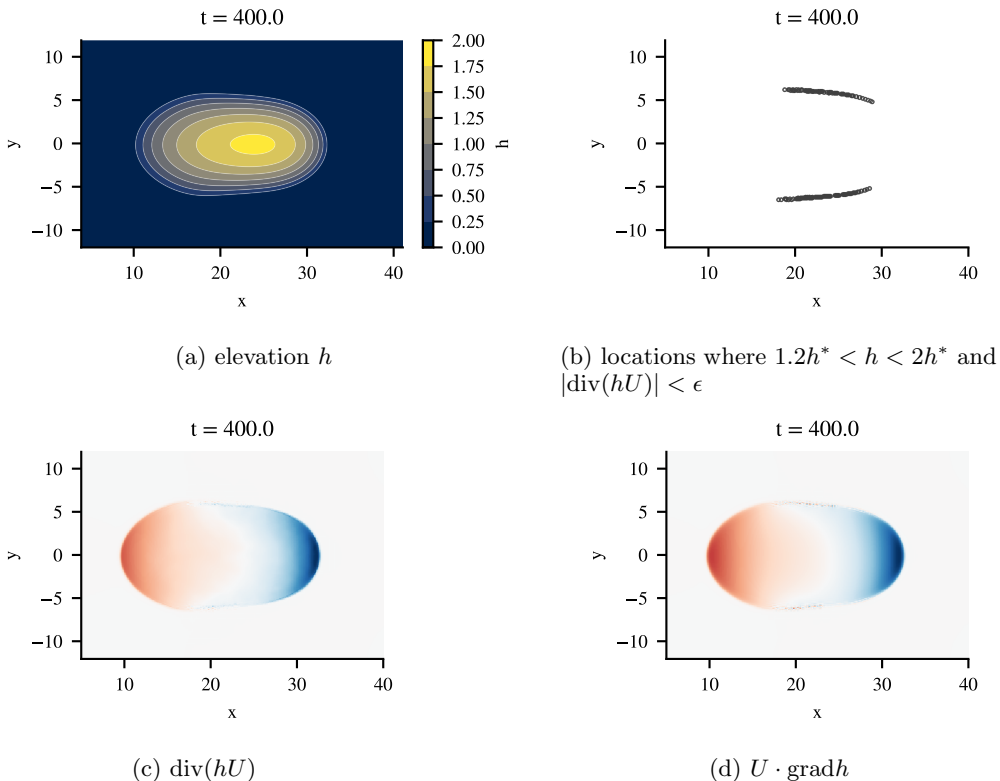 t = 400.0
10
5
0
−5
−10
y
10
20
30
40
x
2.00
1.75
1.50
1.25
1.00
0.75
0.50
0.25
0.00
h
(a) elevation h
t = 400.0
10
5
0
−5
−10
y
10
20
30
40
x
(b) locations where 1.2h* < h < 2h* and
|div(hU)| < ϵ
t = 400.0
10
5
0
−5
−10
y
10
20
30
40
x
(c) div(hU)
t = 400.0
10
5
0
−5
−10
y
10
20
30
40
x
(d) U · gradh